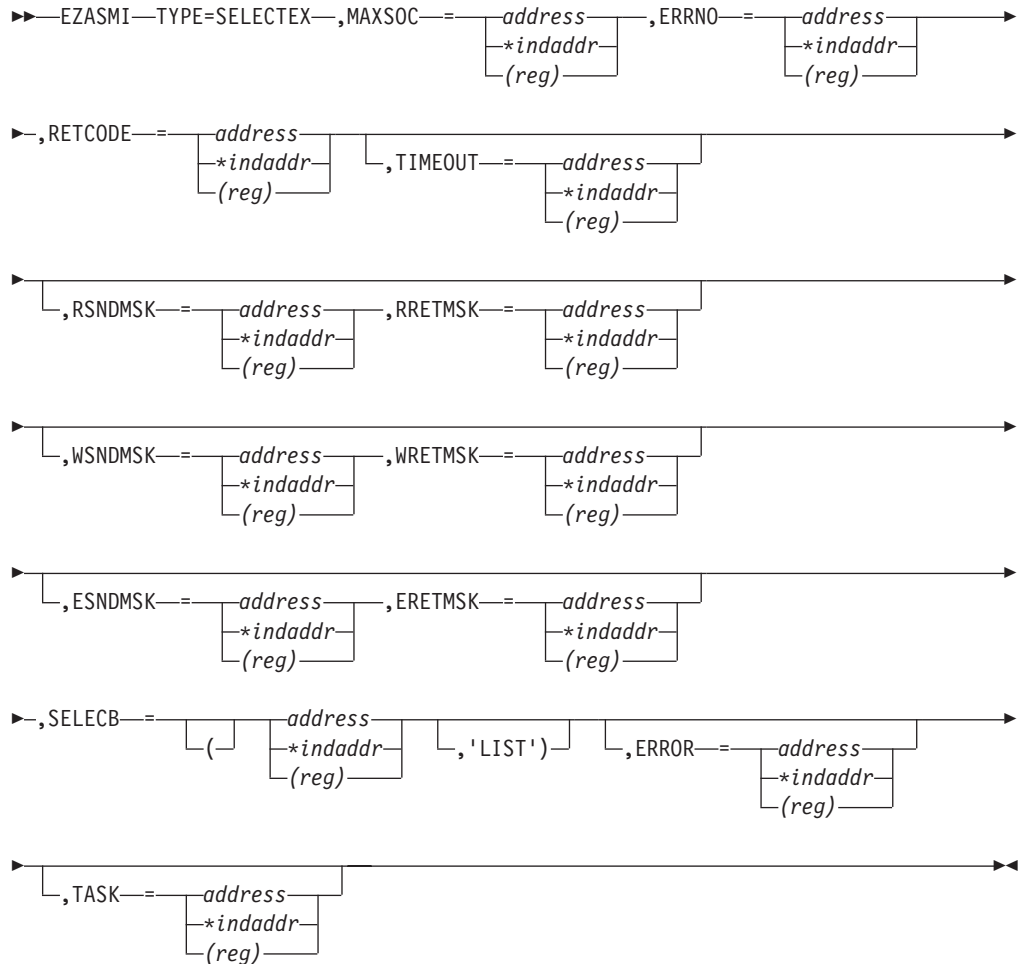 EZASMI TYPE=SELECTEX ,MAXSOC = address ,ERRNO = address
*indaddr *indaddr
(reg) (reg)
,RETCODE = address
*indaddr ,TIMEOUT = address
(reg) *indaddr
(reg)
,RSNDMSK = address ,RRETMSK = address
*indaddr *indaddr
(reg) (reg)
,WSNDMSK = address ,WRETMSK = address
*indaddr *indaddr
(reg) (reg)
,ESNDMSK = address ,ERETMSK = address
*indaddr *indaddr
(reg) (reg)
,SELECB = address
( *indaddr ,'LIST') ,ERROR = address
(reg) *indaddr
(reg)
,TASK = address
*indaddr
(reg)